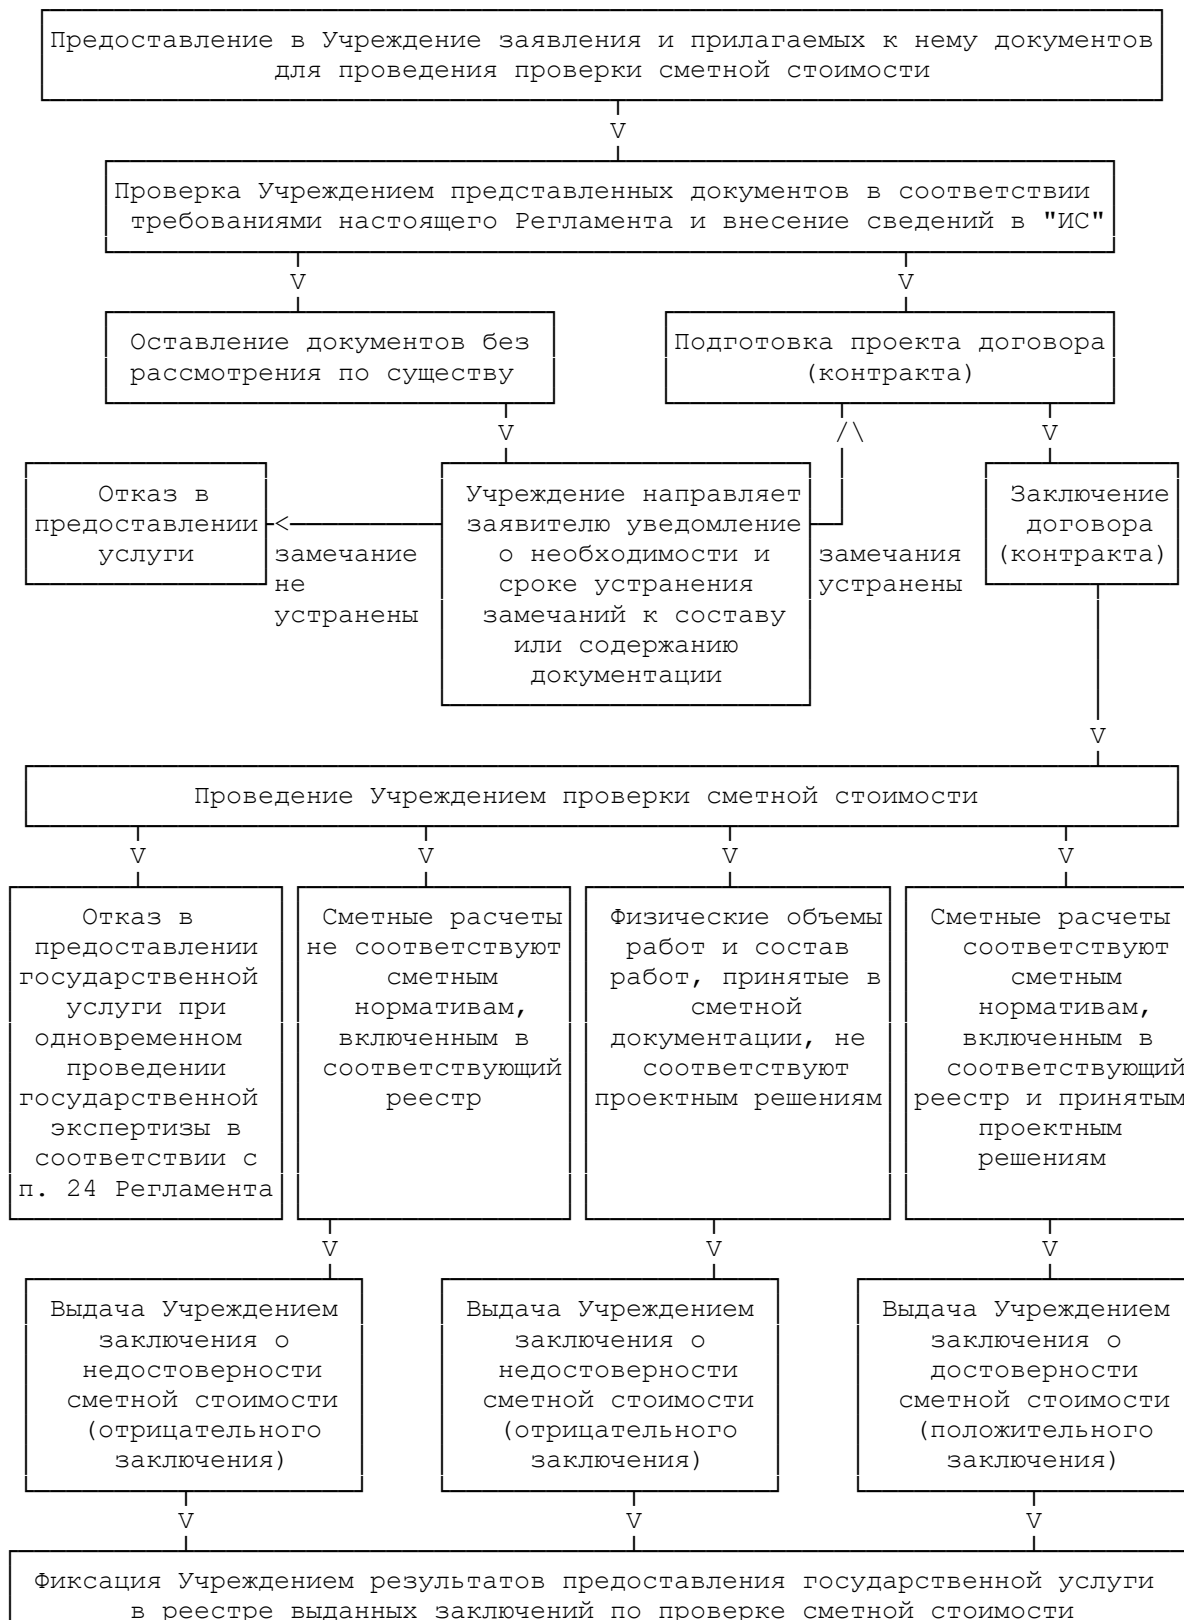 Предоставление в Учреждение заявления и прилагаемых к нему документов
для проведения проверки сметной стоимости
V
Проверка Учреждением представленных документов в соответствии
требованиями настоящего Регламента и внесение сведений в "ИС"
V
V
Оставление документов без
рассмотрения по существу
Подготовка проекта договора
(контракта)
V
/\
V
Отказ в
предоставлении
услуги
<
замечание
не
устранены
Учреждение направляет
заявителю уведомление
о необходимости и
сроке устранения
замечаний к составу
или содержанию
документации
замечания
устранены
Заключение
договора
(контракта)
V
Проведение Учреждением проверки сметной стоимости
V
V
V
V
Отказ в
предоставлении
государственной
услуги при
одновременном
проведении
государственной
экспертизы в
соответствии с
п. 24 Регламента
Сметные расчеты
не соответствуют
сметным
нормативам,
включенным в
соответствующий
реестр
Физические объемы
работ и состав
работ, принятые в
сметной
документации, не
соответствуют
проектным решениям
Сметные расчеты
соответствуют
сметным
нормативам,
включенным в
соответствующий
реестр и принятым
проектным
решениям
V
V
V
Выдача Учреждением
заключения о
недостоверности
сметной стоимости
(отрицательного
заключения)
Выдача Учреждением
заключения о
недостоверности
сметной стоимости
(отрицательного
заключения)
Выдача Учреждением
заключения о
достоверности
сметной стоимости
(положительного
заключения)
V
V
V
Фиксация Учреждением результатов предоставления государственной услуги
в реестре выданных заключений по проверке сметной стоимости